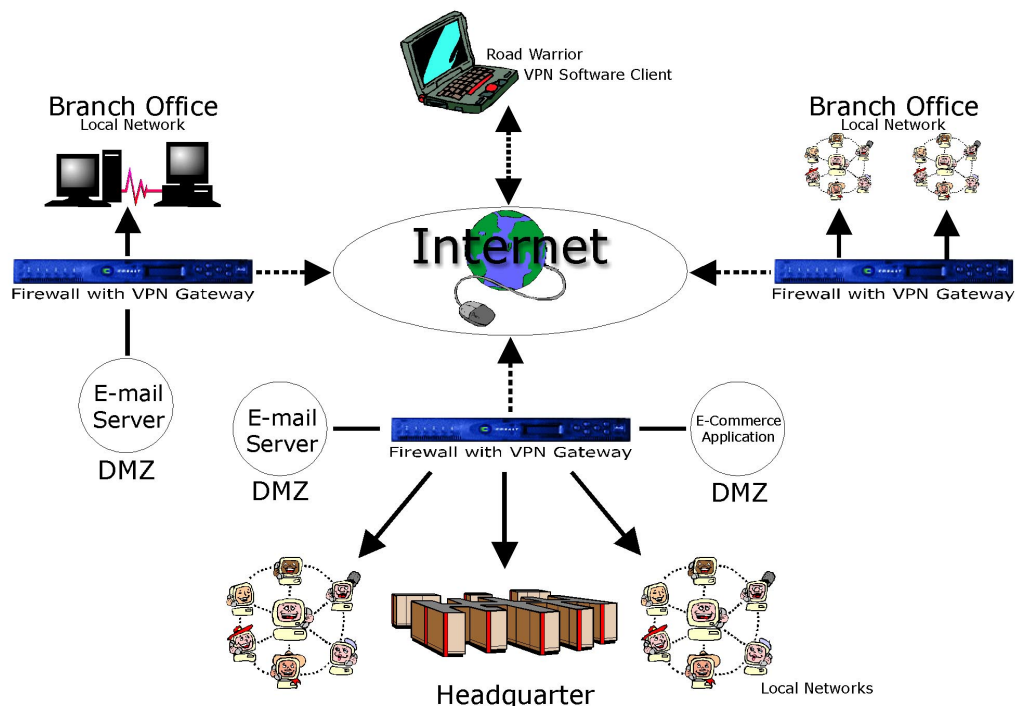 Road Warrior
VPN Software Client
Branch Office
Local Network
Branch Office
Local Network
Internet
Firewall with VPN Gateway
Firewall with VPN Gateway
E-mail
Server
DMZ
E-mail
Server
DMZ
Firewall with VPN Gateway
E-Commerce
Application
DMZ
Headquarter
Local Networks